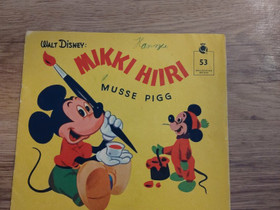 WALT DISNEY:
MIKKI HIIRI
MUSSE PIGG
53